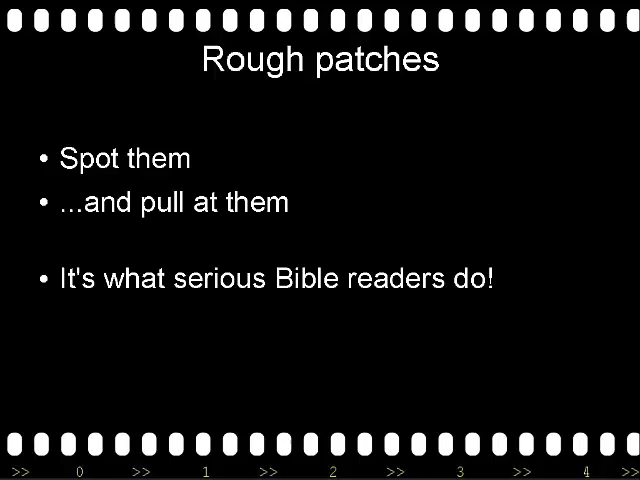 Rough patches
• Spot them
• ...and pull at them
• It's what serious Bible readers do!
>> 0 >> 1 >> 2 >> 3 >> 4 >>